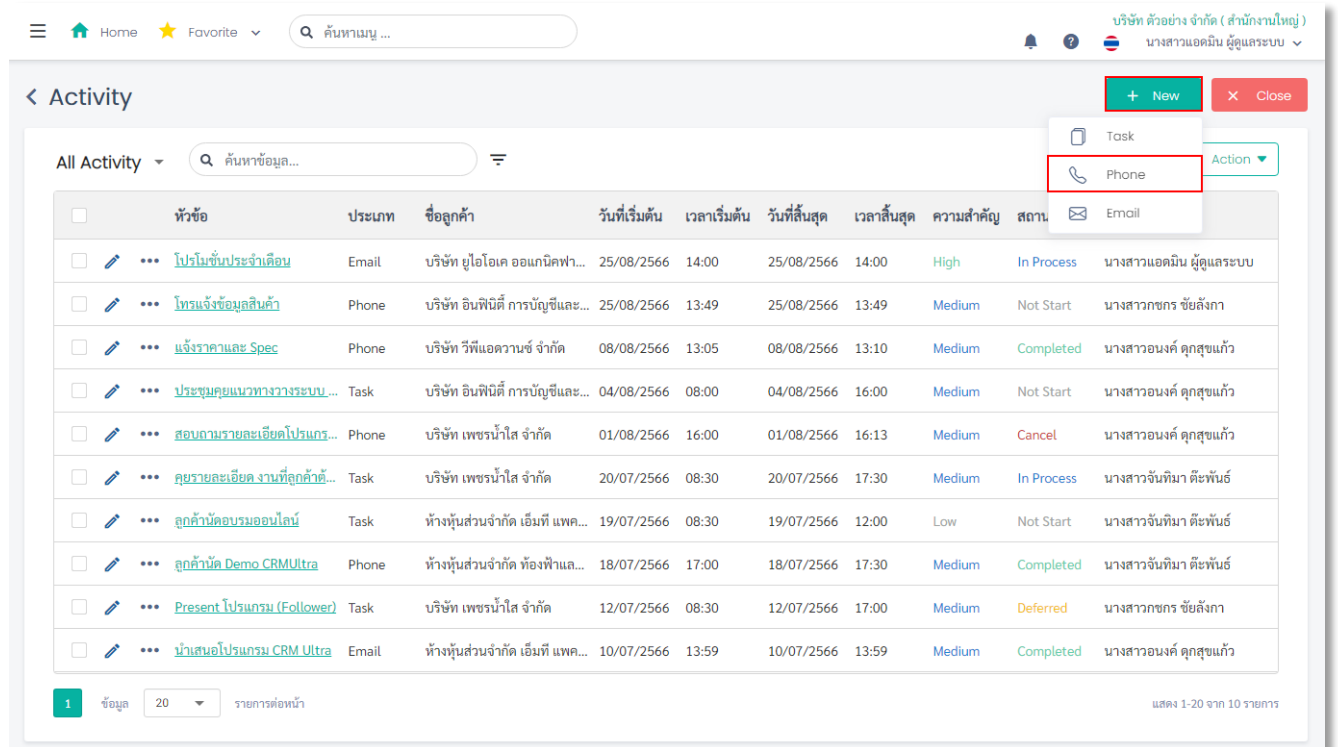 Home Favorite ค้นหาเมนู ...
บริษัท ตัวอย่าง จำกัด ( สำนักงานใหญ่ )
นางสาวแอดมิน ผู้ดูแลระบบ
Activity
+ New
× Close
Task
Phone
Email
All Activity
ค้นหาข้อมูล...
Action
หัวข้อ ประเภท ชื่อลูกค้า วันที่เริ่มต้น เวลาเริ่มต้น วันที่สิ้นสุด เวลาสิ้นสุด ความสำคัญ สถาน
โปรโมชั่นประจำเดือน Email บริษัท ยูไอโอเค ออแกนิคฟา... 25/08/2566 14:00 25/08/2566 14:00 High In Process นางสาวแอดมิน ผู้ดูแลระบบ
โทรแจ้งข้อมูลสินค้า Phone บริษัท อินฟินิตี้ การบัญชีและ... 25/08/2566 13:49 25/08/2566 13:49 Medium Not Start นางสาวกชกร ชัยลังกา
แจ้งราคาและ Spec Phone บริษัท วีพีแอดวานซ์ จำกัด 08/08/2566 13:05 08/08/2566 13:10 Medium Completed นางสาวอนงค์ ดุกสุขแก้ว
ประชุมคุยแนวทางวางระบบ ... Task บริษัท อินฟินิตี้ การบัญชีและ... 04/08/2566 08:00 04/08/2566 16:00 Medium Not Start นางสาวอนงค์ ดุกสุขแก้ว
สอบถามรายละเอียดโปรแกร... Phone บริษัท เพชรน้ำใส จำกัด 01/08/2566 16:00 01/08/2566 16:13 Medium Cancel นางสาวอนงค์ ดุกสุขแก้ว
คุยรายละเอียด งานที่ลูกค้าต้... Task บริษัท เพชรน้ำใส จำกัด 20/07/2566 08:30 20/07/2566 17:30 Medium In Process นางสาวจันทิมา ต๊ะพันธ์
ลูกค้านัดอบรมออนไลน์ Task ห้างหุ้นส่วนจำกัด เอ็มที แพค... 19/07/2566 08:30 19/07/2566 12:00 Low Not Start นางสาวจันทิมา ต๊ะพันธ์
ลูกค้านัด Demo CRMUltra Phone ห้างหุ้นส่วนจำกัด ท้องฟ้าแล... 18/07/2566 17:00 18/07/2566 17:30 Medium Completed นางสาวจันทิมา ต๊ะพันธ์
Present โปรแกรม (Follower) Task บริษัท เพชรน้ำใส จำกัด 12/07/2566 08:30 12/07/2566 17:00 Medium Deferred นางสาวกชกร ชัยลังกา
นำเสนอโปรแกรม CRM Ultra Email ห้างหุ้นส่วนจำกัด เอ็มที แพค... 10/07/2566 13:59 10/07/2566 13:59 Medium Completed นางสาวอนงค์ ดุกสุขแก้ว
1 ข้อมูล 20 รายการต่อหน้า แสดง 1-20 จาก 10 รายการ